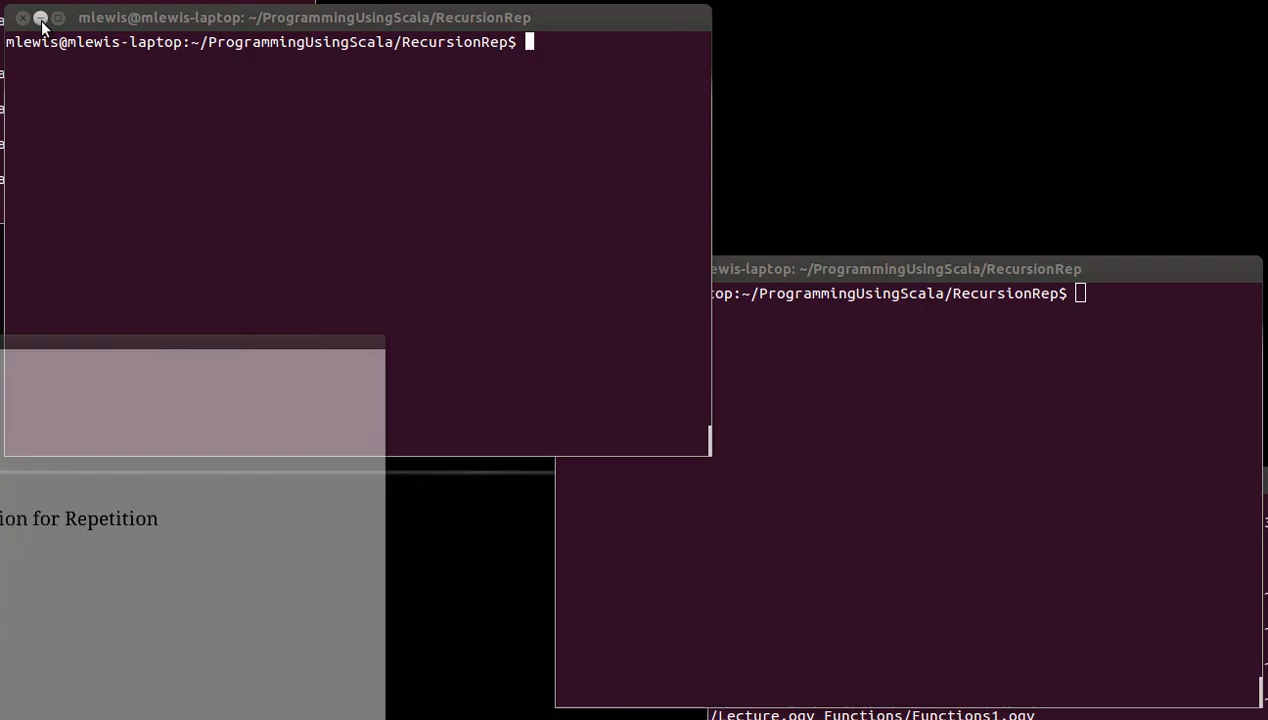 mlewis@mlewis-laptop: ~/ProgrammingUsingScala/RecursionRep
mlewis@mlewis-laptop:~/ProgrammingUsingScala/RecursionRep$
ewis-laptop: ~/ProgrammingUsingScala/RecursionRep
top:~/ProgrammingUsingScala/RecursionRep$
ion for Repetition
/Lecture.ogv Functions/Functions1.ogv